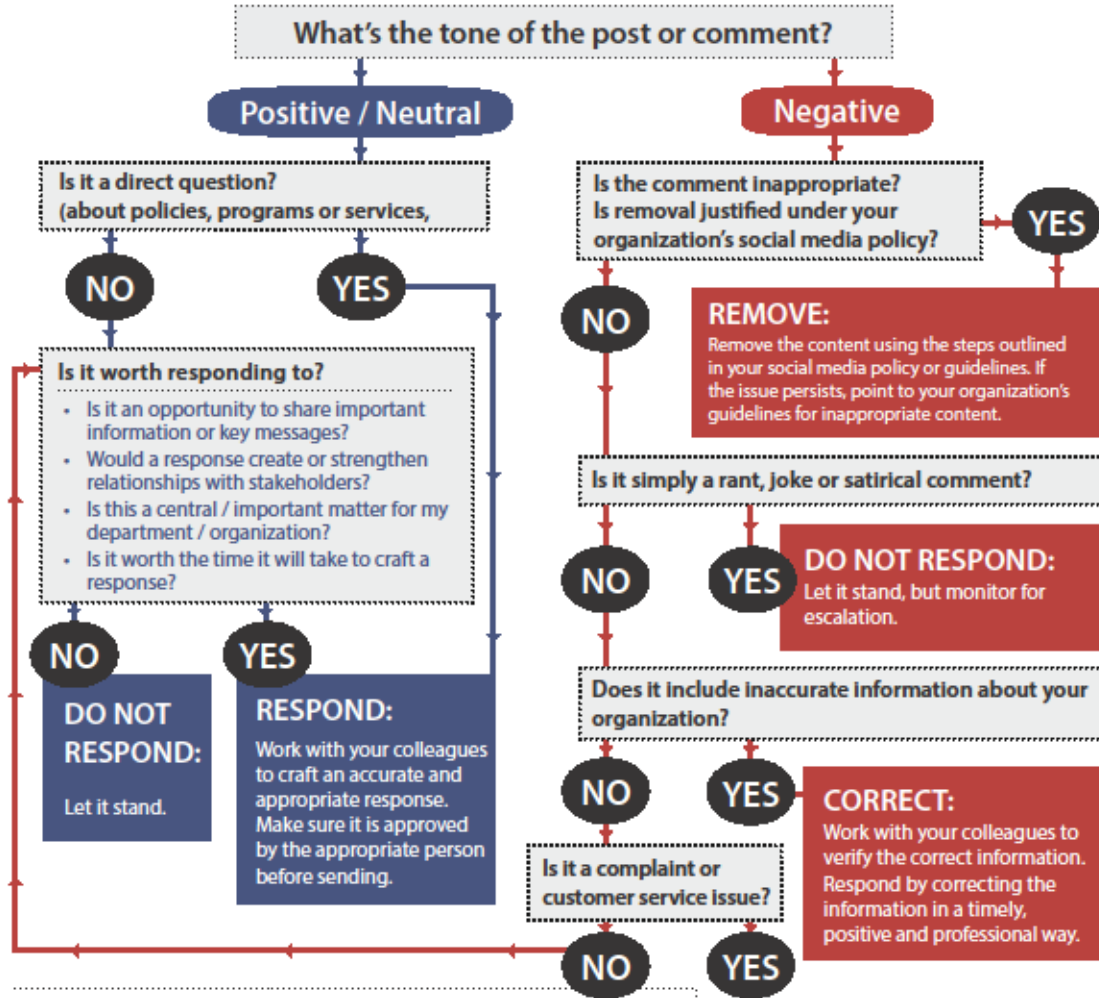 What's the tone of the post or comment?
Positive / Neutral
Negative
Is it a direct question?
(about policies, programs or services,
NO
YES
Is it worth responding to?
• Is it an opportunity to share important
information or key messages?
• Would a response create or strengthen
relationships with stakeholders?
• Is this a central / important matter for my
department / organization?
• Is it worth the time it will take to craft a
response?
NO
YES
DO NOT
RESPOND:
Let it stand.
RESPOND:
Work with your colleagues
to craft an accurate and
appropriate response.
Make sure it is approved
by the appropriate person
before sending.
Is the comment inappropriate?
Is removal justified under your
organization's social media policy?
YES
NO
REMOVE:
Remove the content using the steps outlined
in your social media policy or guidelines. If
the issue persists, point to your organization's
guidelines for inappropriate content.
Is it simply a rant, joke or satirical comment?
NO
YES
DO NOT RESPOND:
Let it stand, but monitor for
escalation.
Does it include inaccurate information about your
organization?
NO
YES
CORRECT:
Work with your colleagues to
verify the correct information.
Respond by correcting the
information in a timely,
positive and professional way.
Is it a complaint or
customer service issue?
NO
YES